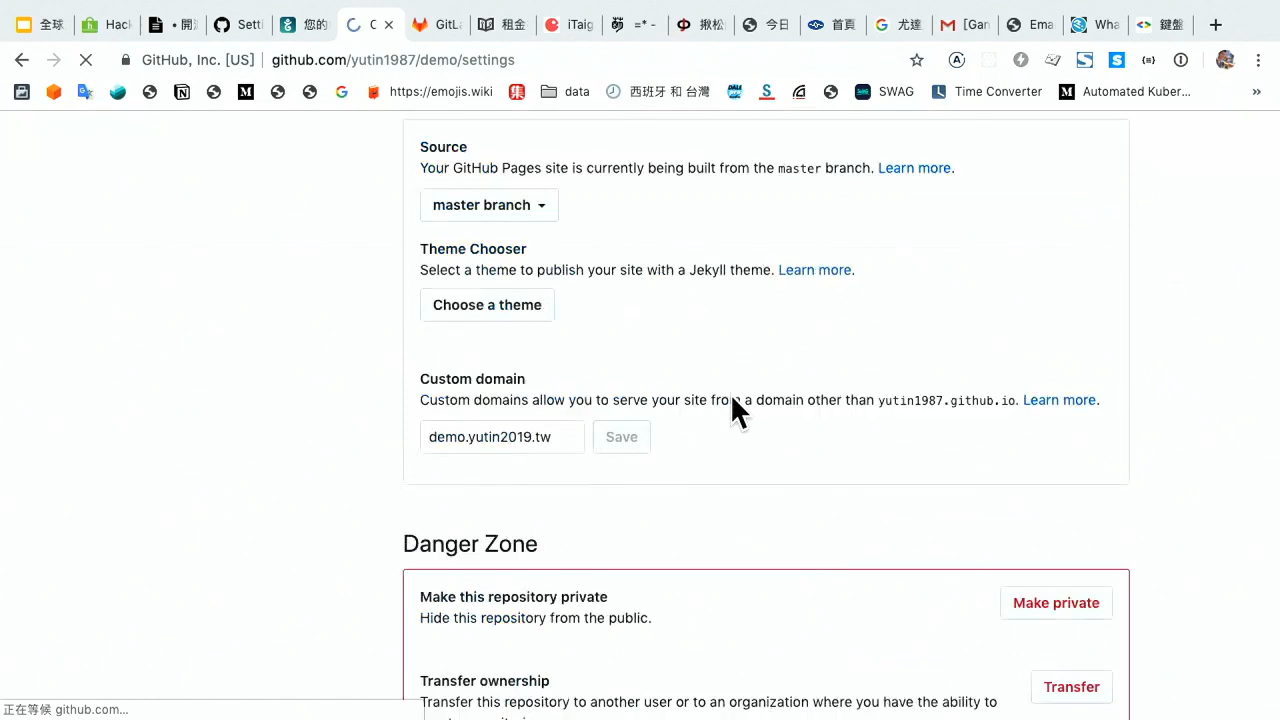 全球
Hack
• 開
Setti
您的
C
GitLa
租金
iTaig
萌
=* -
揪松
今日
首頁
尤達
[Gan
Ema
Wha
鍵盤
GitHub, Inc. [US]
github.com/yutin1987/demo/settings
https://emojis.wiki
集
data
西班牙 和 台灣
SWAG
Time Converter
Automated Kuber...
»
Source
Your GitHub Pages site is currently being built from the master branch. Learn more.
master branch
Theme Chooser
Select a theme to publish your site with a Jekyll theme. Learn more.
Choose a theme
Custom domain
Custom domains allow you to serve your site from a domain other than yutin1987.github.io. Learn more.
demo.yutin2019.tw
Save
Danger Zone
Make this repository private
Hide this repository from the public.
Make private
Transfer ownership
Transfer this repository to another user or to an organization where you have the ability to
Transfer
正在等候 github.com...